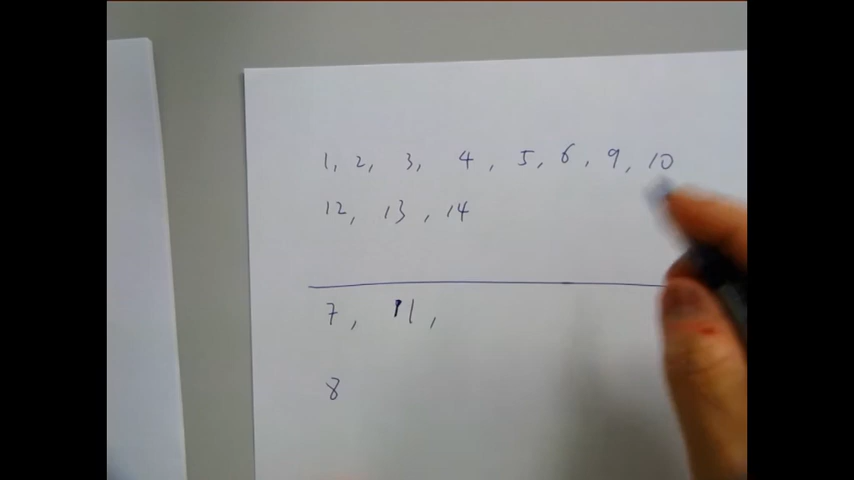 1, 2, 3, 4, 5, 6, 9, 10
12, 13, 14
7, 11,
8